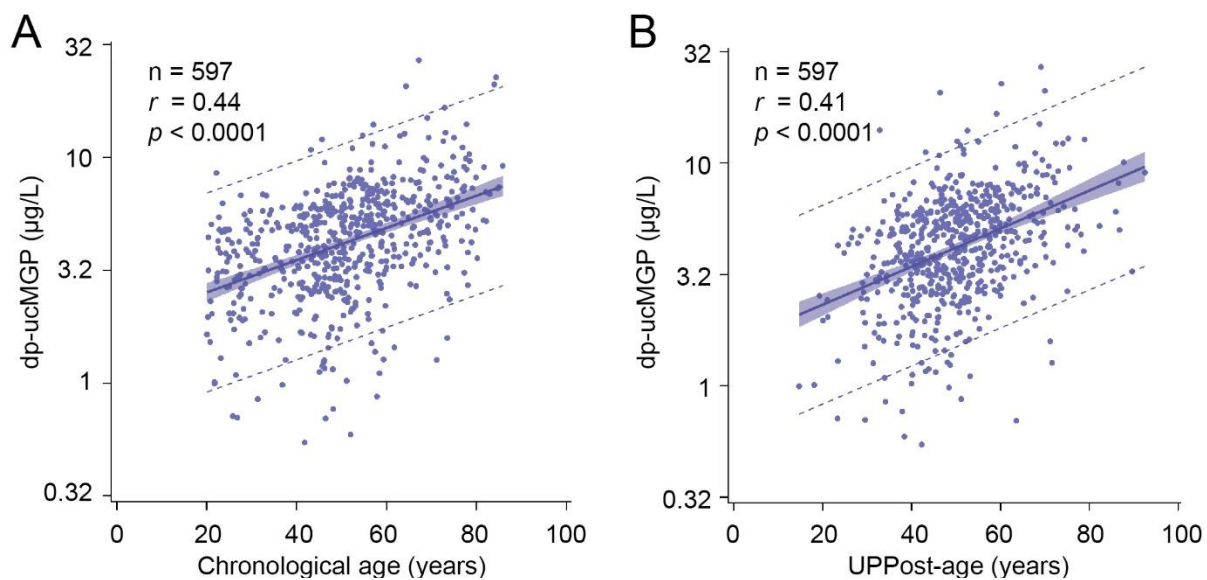 A
n = 597
r = 0.44
p < 0.0001
32
10
3.2
1
0.32
dp-ucMGP (µg/L)
0 20 40 60 80 100
Chronological age (years)
B
n = 597
r = 0.41
p < 0.0001
32
10
3.2
1
0.32
dp-ucMGP (µg/L)
0 20 40 60 80 100
UPPost-age (years)